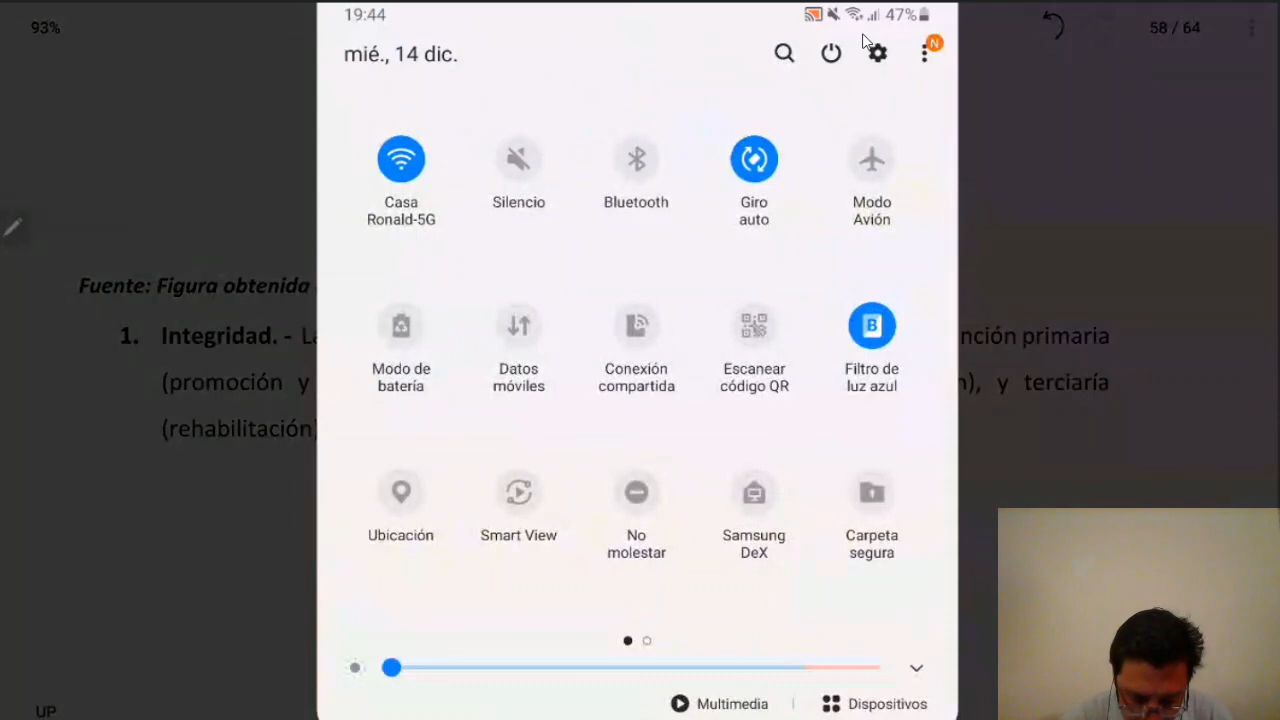 19:44
47%
93%
58 / 64
mié., 14 dic.
N
Casa
Ronald-5G
Silencio
Bluetooth
Giro
auto
Modo
Avión
Fuente: Figura obtenida
1. Integridad. - La
nción primaria
(promoción y
n), y terciaría
(rehabilitación)
Modo de
batería
Datos
móviles
Conexión
compartida
Escanear
código QR
B
Filtro de
luz azul
Ubicación
Smart View
No
molestar
Samsung
DeX
Carpeta
segura
Multimedia
Dispositivos
UP